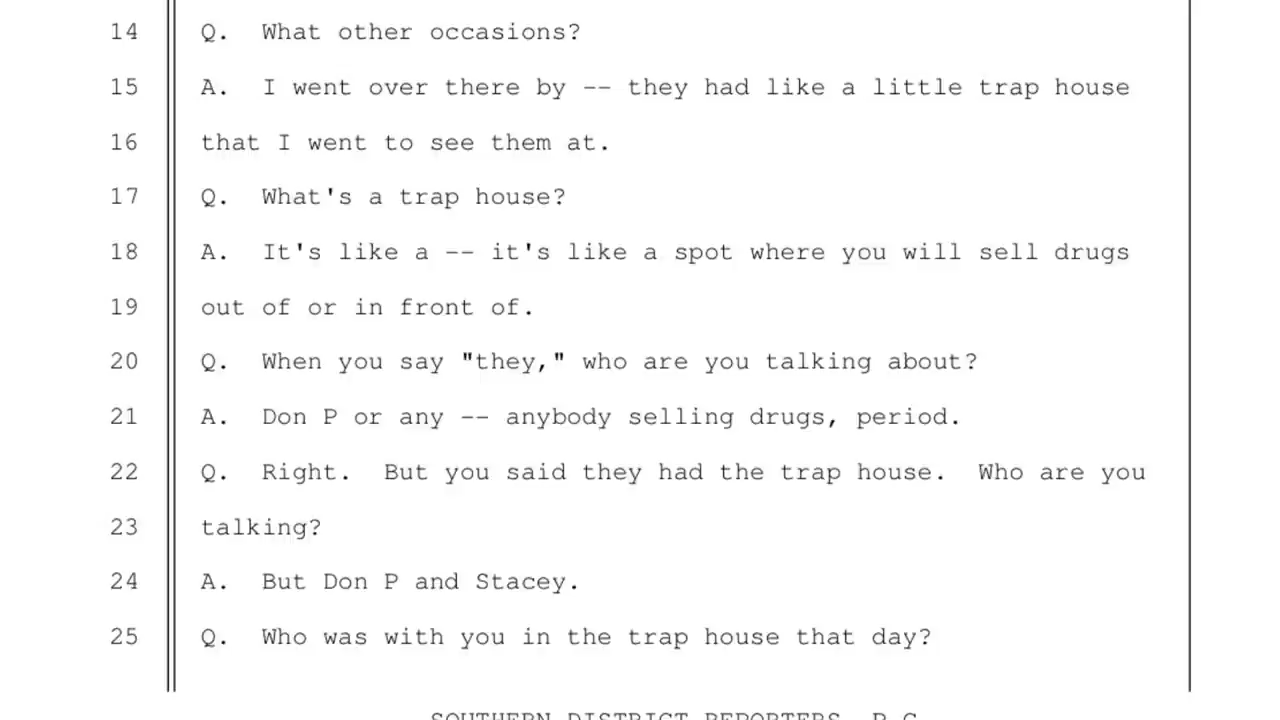 14 Q. What other occasions?
15 A. I went over there by -- they had like a little trap house
16 that I went to see them at.
17 Q. What's a trap house?
18 A. It's like a -- it's like a spot where you will sell drugs
19 out of or in front of.
20 Q. When you say "they," who are you talking about?
21 A. Don P or any -- anybody selling drugs, period.
22 Q. Right. But you said they had the trap house. Who are you
23 talking?
24 A. But Don P and Stacey.
25 Q. Who was with you in the trap house that day?
SOUTHERN DISTRICT REPORTERS, P.C.